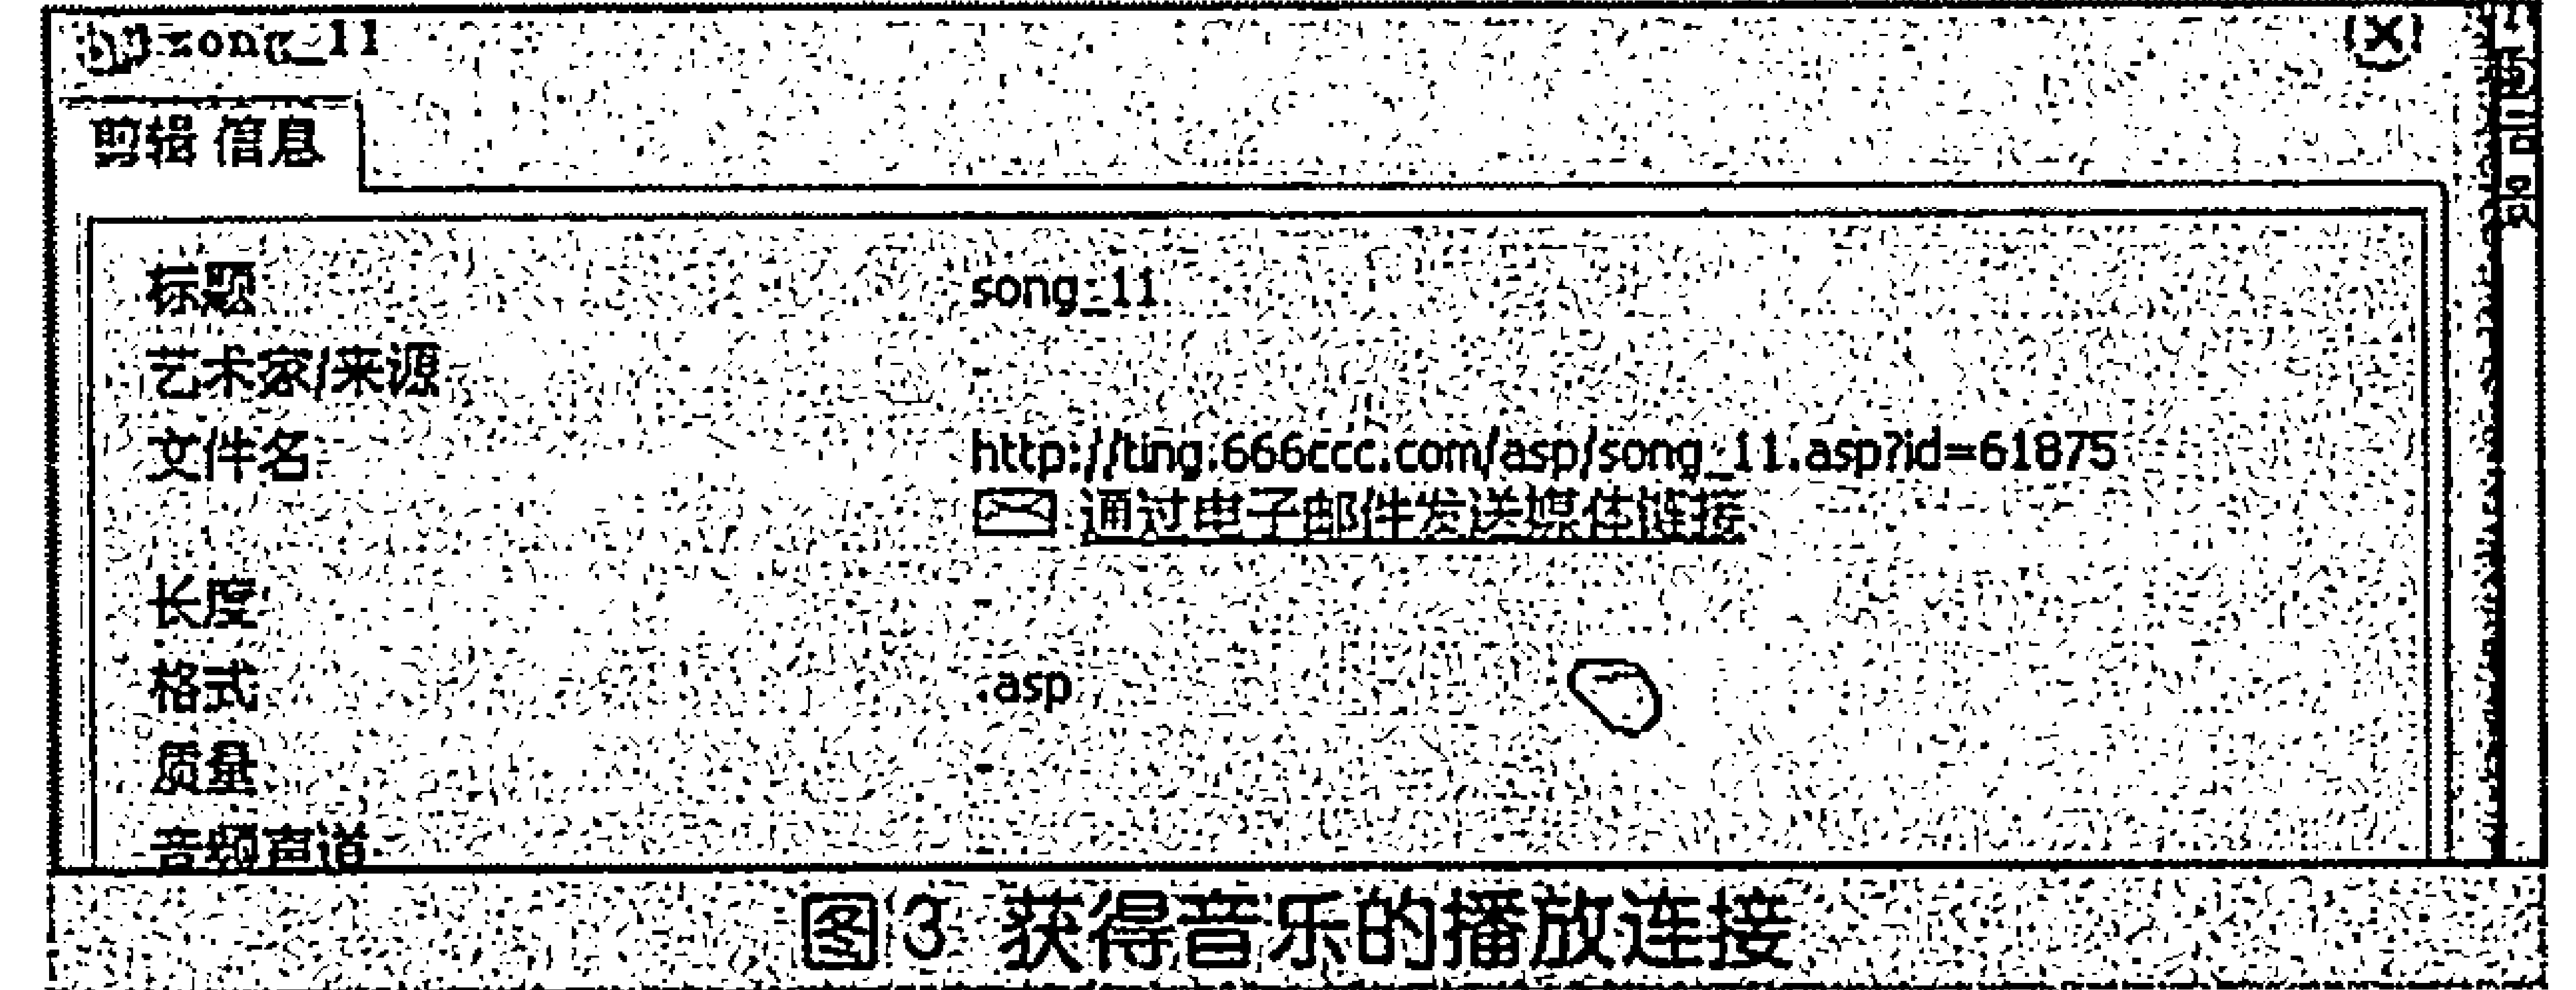 song_11
剪辑 信息
标题 song_11
艺术家/来源 -
文件名 http://ting.666ccc.com/asp/song_11.asp?id=61875
通过电子邮件发送媒体链接
长度 -
格式 .asp
质量 -
音频声道
图3 获得音乐的播放连接